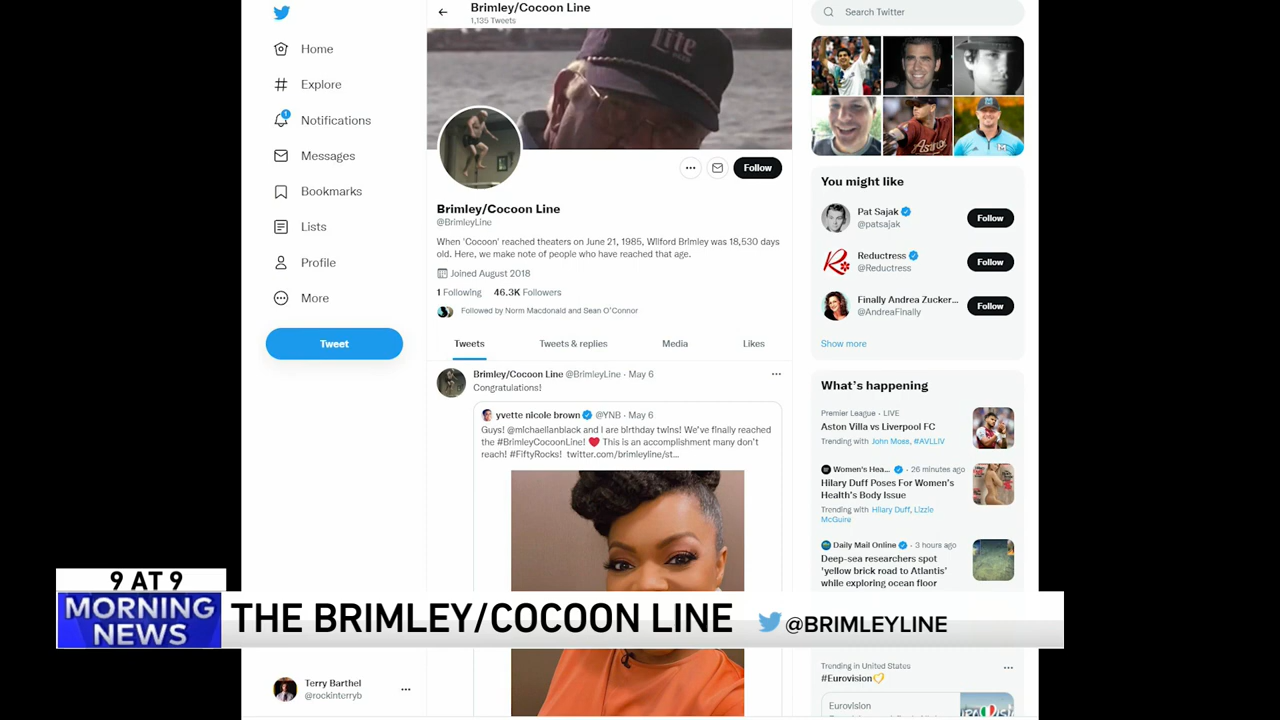 Brimley/Cocoon Line
1,135 Tweets
Search Twitter
Home
Explore
1
Notifications
Messages
Bookmarks
Lists
Profile
More
Tweet
Lite
Follow
Brimley/Cocoon Line
@BrimleyLine
When 'Cocoon' reached theaters on June 21, 1985, Wilford Brimley was 18,530 days
old. Here, we make note of people who have reached that age.
Joined August 2018
1 Following 46.3K Followers
Followed by Norm Macdonald and Sean O'Connor
Tweets Tweets & replies Media Likes
Brimley/Cocoon Line @BrimleyLine · May 6
Congratulations!
yvette nicole brown @YNB · May 6
Guys! @michaelianblack and I are birthday twins! We've finally reached
the #BrimleyCocoonLine! ❤️ This is an accomplishment many don't
reach! #FiftyRocks! twitter.com/brimleyline/st...
Astros
M
You might like
Pat Sajak
@patsajak
Follow
R
Reductress
@Reductress
Follow
Finally Andrea Zucker...
@AndreaFinally
Follow
Show more
What's happening
Premier League · LIVE
Aston Villa vs Liverpool FC
Trending with John Moss, #AVLLIV
Women's Hea... · 26 minutes ago
Hilary Duff Poses For Women's
Health's Body Issue
Trending with Hilary Duff, Lizzie
McGuire
Daily Mail Online · 3 hours ago
Deep-sea researchers spot
'yellow brick road to Atlantis'
while exploring ocean floor
9 AT 9
MORNING
NEWS
THE BRIMLEY/COCOON LINE @BRIMLEYLINE
Terry Barthel
@rockinterryb
Trending in United States
#Eurovision
Eurovision